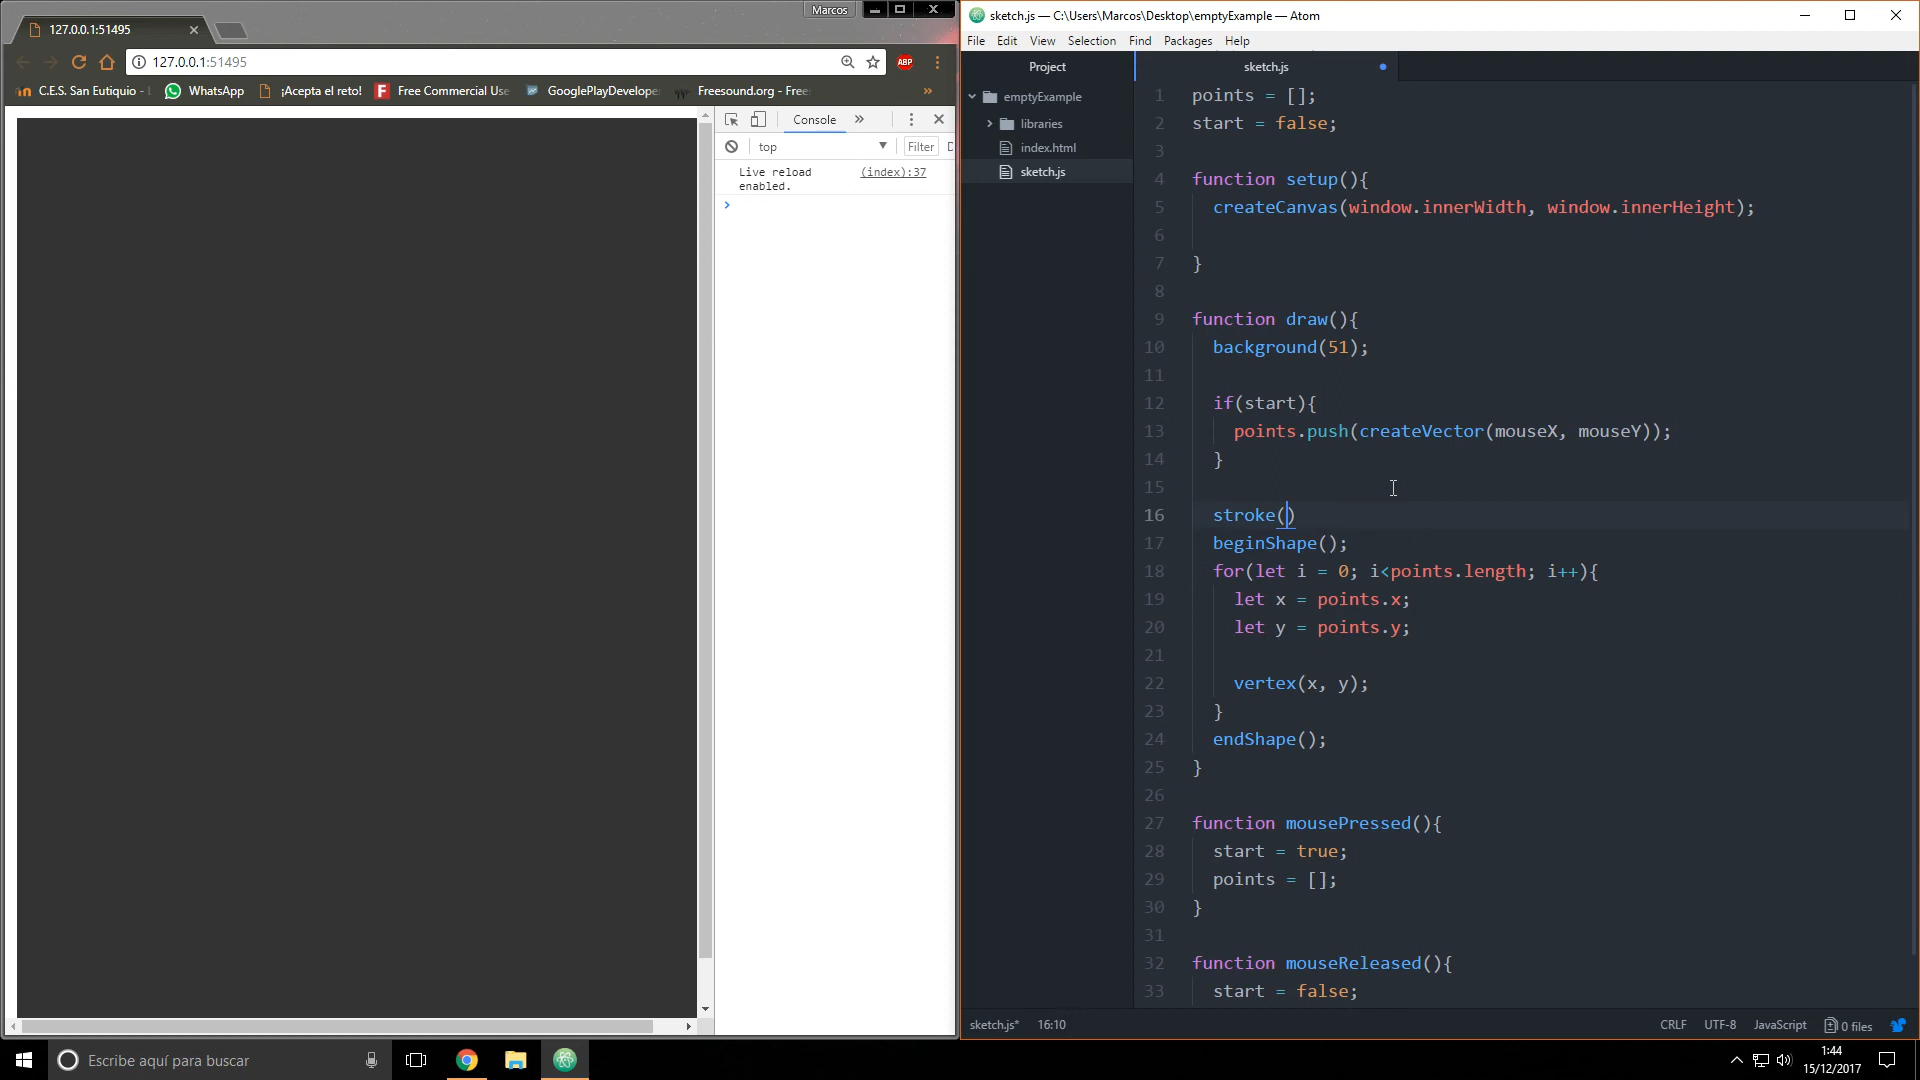 Marcos
127.0.0.1:51495
127.0.0.1:51495
ABP
C.E.S. San Eutiquio -
WhatsApp
¡Acepta el reto!
Free Commercial Use
GooglePlayDevelope
Freesound.org - Free
»
Console
»
top
Filter
Live reload enabled.
(index):37
sketch.js — C:\Users\Marcos\Desktop\emptyExample — Atom
File Edit View Selection Find Packages Help
Project
emptyExample
libraries
index.html
sketch.js
sketch.js
1 points = [];
2 start = false;
3
4 function setup(){
5 createCanvas(window.innerWidth, window.innerHeight);
6
7 }
8
9 function draw(){
10 background(51);
11
12 if(start){
13 points.push(createVector(mouseX, mouseY));
14 }
15
16 stroke()
17 beginShape();
18 for(let i = 0; i<points.length; i++){
19 let x = points.x;
20 let y = points.y;
21
22 vertex(x, y);
23 }
24 endShape();
25 }
26
27 function mousePressed(){
28 start = true;
29 points = [];
30 }
31
32 function mouseReleased(){
33 start = false;
sketch.js* 16:10
CRLF UTF-8 JavaScript 0 files
Escribe aquí para buscar
1:44
15/12/2017